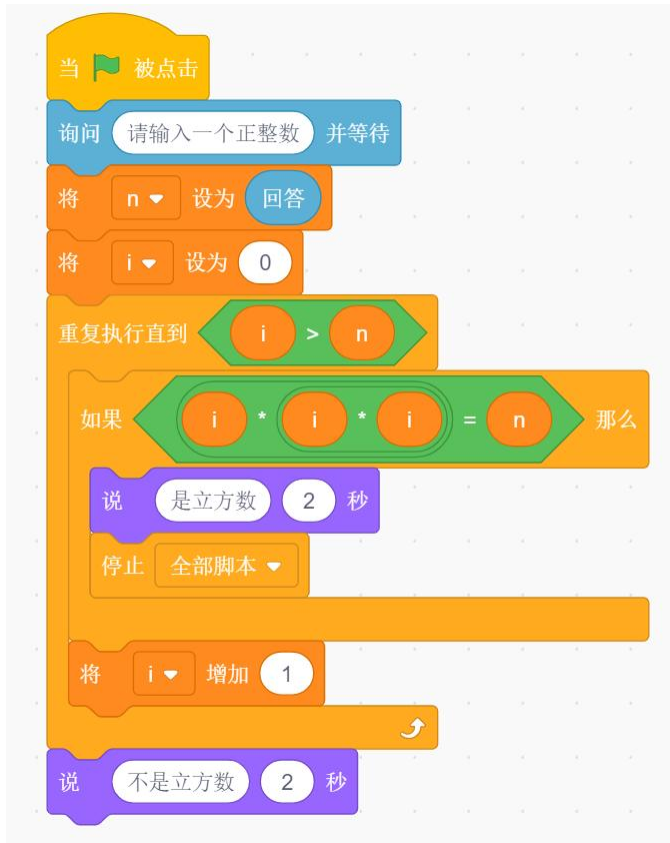 当 被点击
询问 请输入一个正整数 并等待
将 n 设为 回答
将 i 设为 0
重复执行直到 i > n
如果 i * i * i = n 那么
说 是立方数 2 秒
停止 全部脚本
将 i 增加 1
说 不是立方数 2 秒